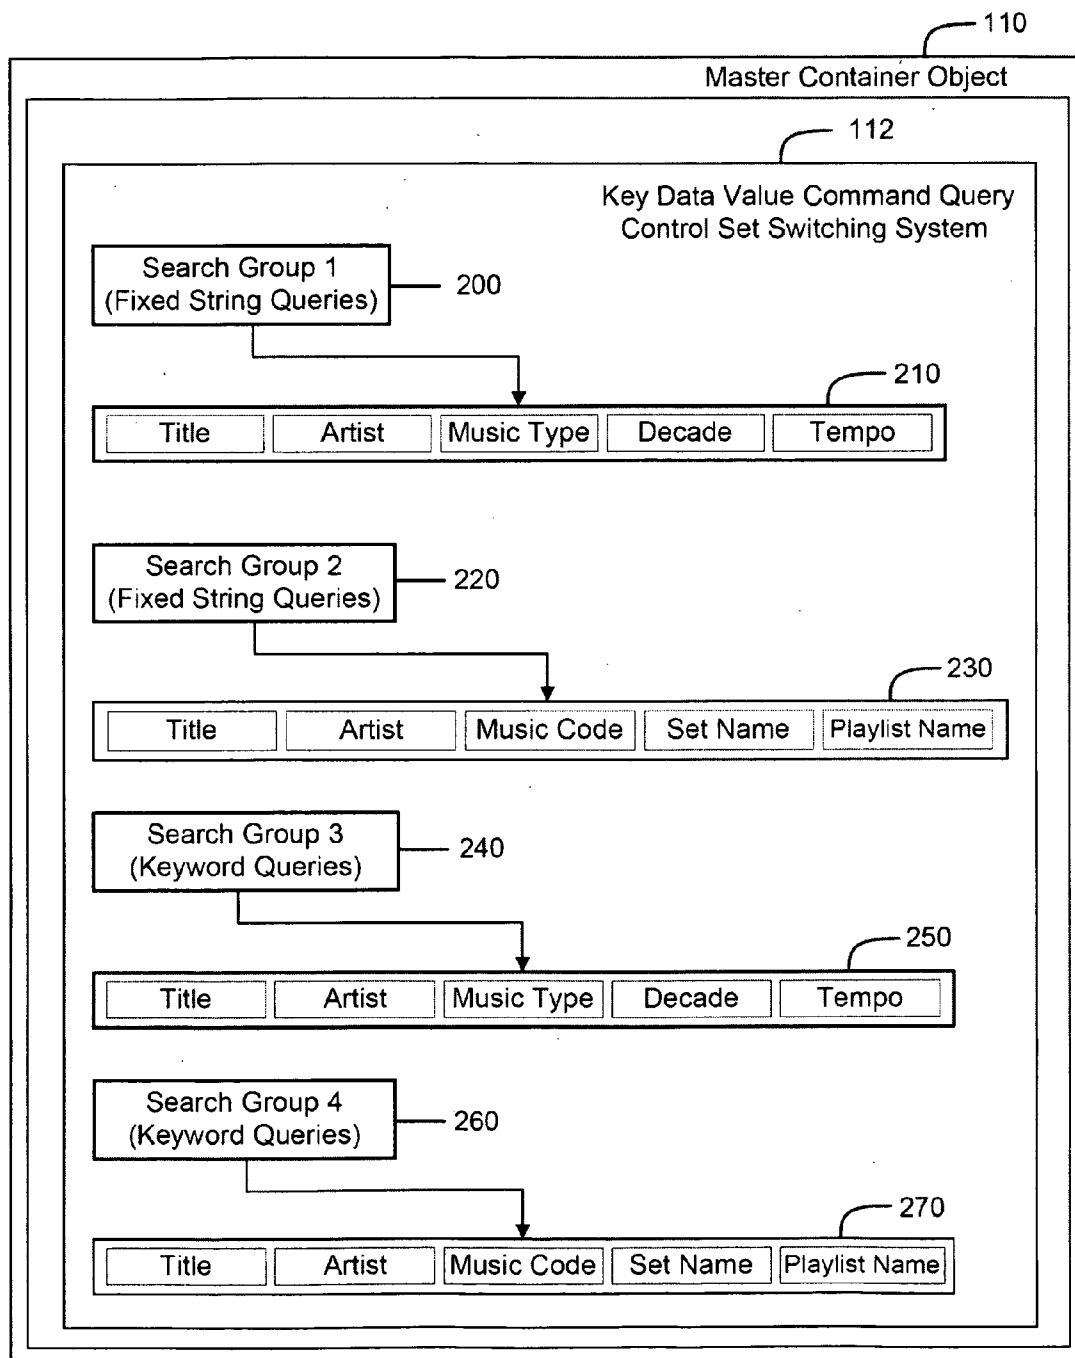 110
Master Container Object
112
Key Data Value Command Query
Control Set Switching System
Search Group 1
(Fixed String Queries)
200
210
Title Artist Music Type Decade Tempo
Search Group 2
(Fixed String Queries)
220
230
Title Artist Music Code Set Name Playlist Name
Search Group 3
(Keyword Queries)
240
250
Title Artist Music Type Decade Tempo
Search Group 4
(Keyword Queries)
260
270
Title Artist Music Code Set Name Playlist Name